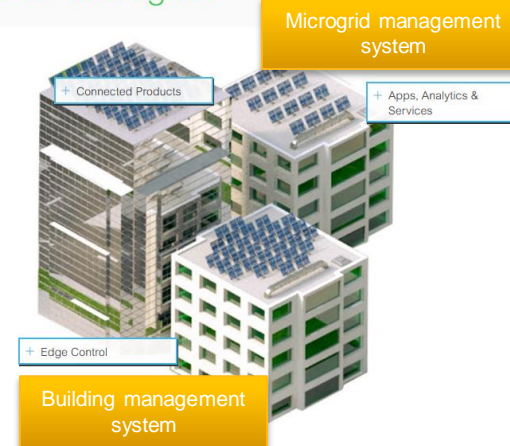 Microgrid management
system
+ Connected Products
+ Apps, Analytics &
Services
+ Edge Control
Building management
system